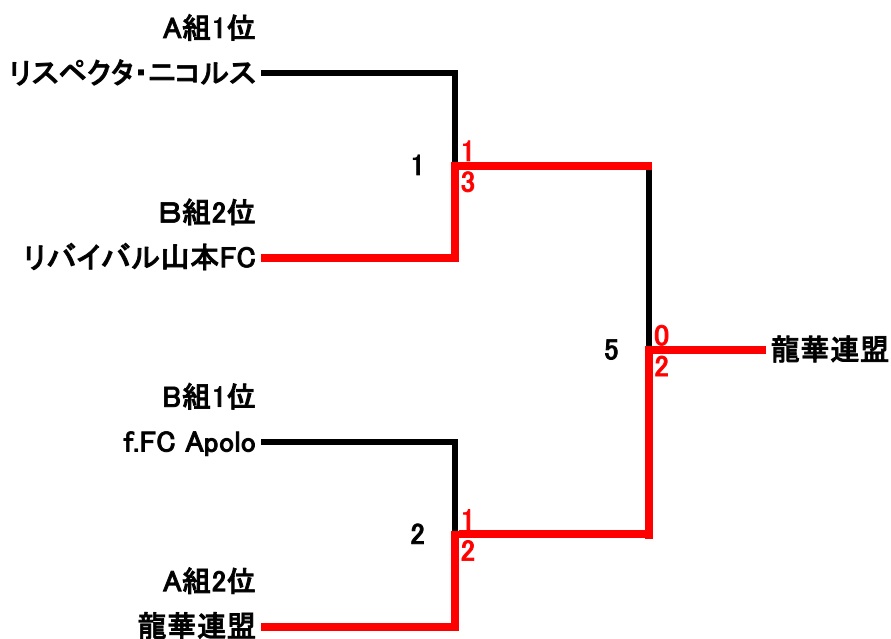 A組1位
リスペクタ・ニコルス
1
1
3
B組2位
リバイバル山本FC
5
0
2
龍華連盟
B組1位
f.FC Apolo
2
1
2
A組2位
龍華連盟